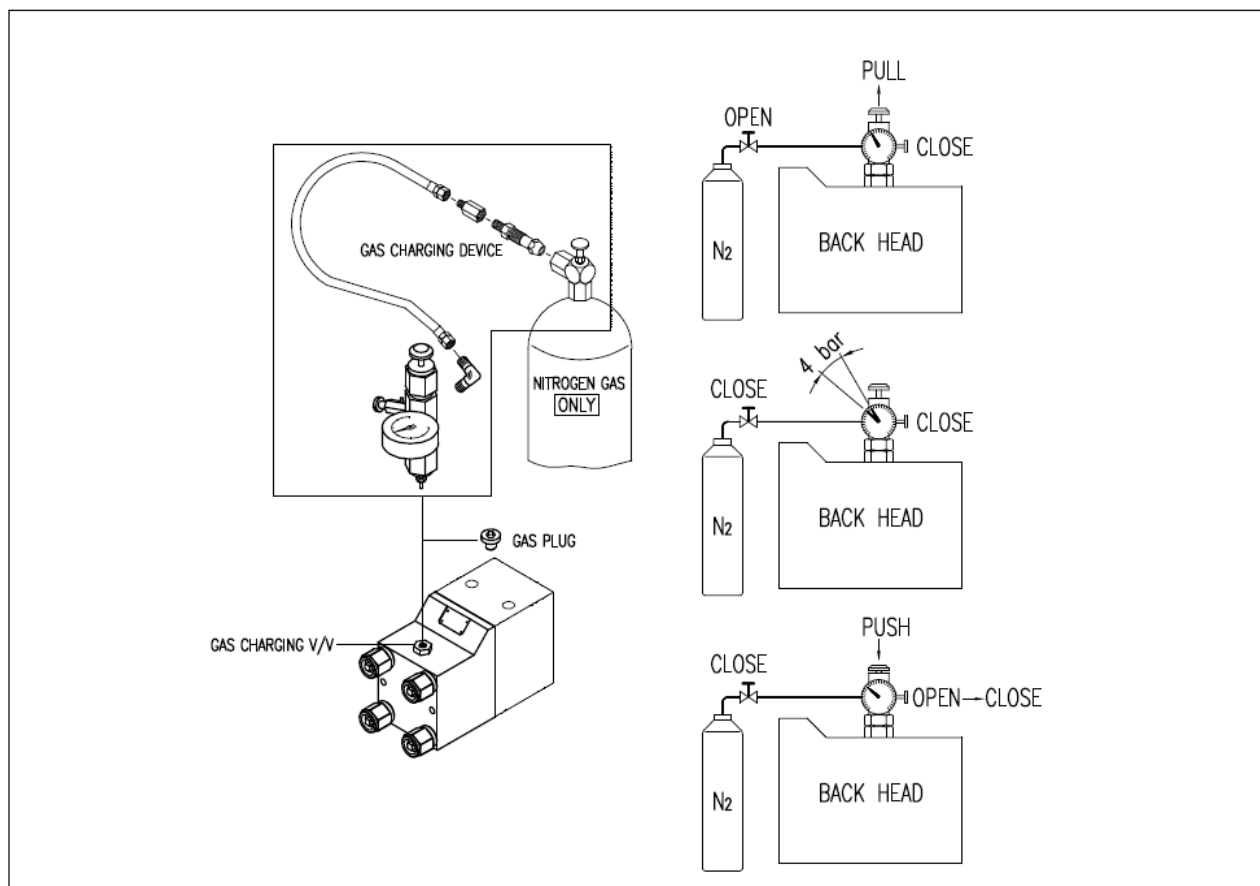 GAS CHARGING DEVICE
NITROGEN GAS
ONLY
GAS PLUG
GAS CHARGING V/V
PULL
OPEN
CLOSE
N2
BACK HEAD
4 bar
CLOSE
CLOSE
N2
BACK HEAD
PUSH
CLOSE
OPEN→CLOSE
N2
BACK HEAD